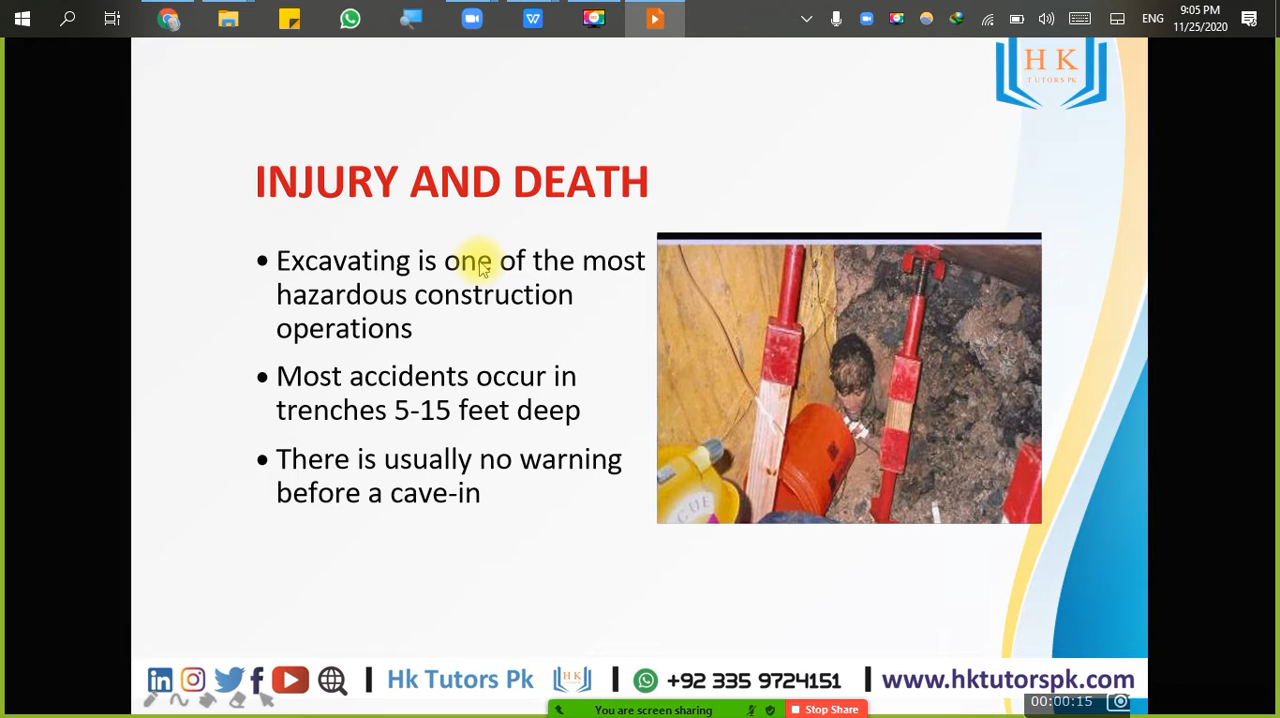 ENG
9:05 PM
11/25/2020
H K
TUTORS PK
INJURY AND DEATH
• Excavating is one of the most
hazardous construction
operations
• Most accidents occur in
trenches 5-15 feet deep
• There is usually no warning
before a cave-in
CUE
Hk Tutors Pk
HK
+92 335 9724151
www.hktutorspk.com
00:00:15
You are screen sharing
Stop Share